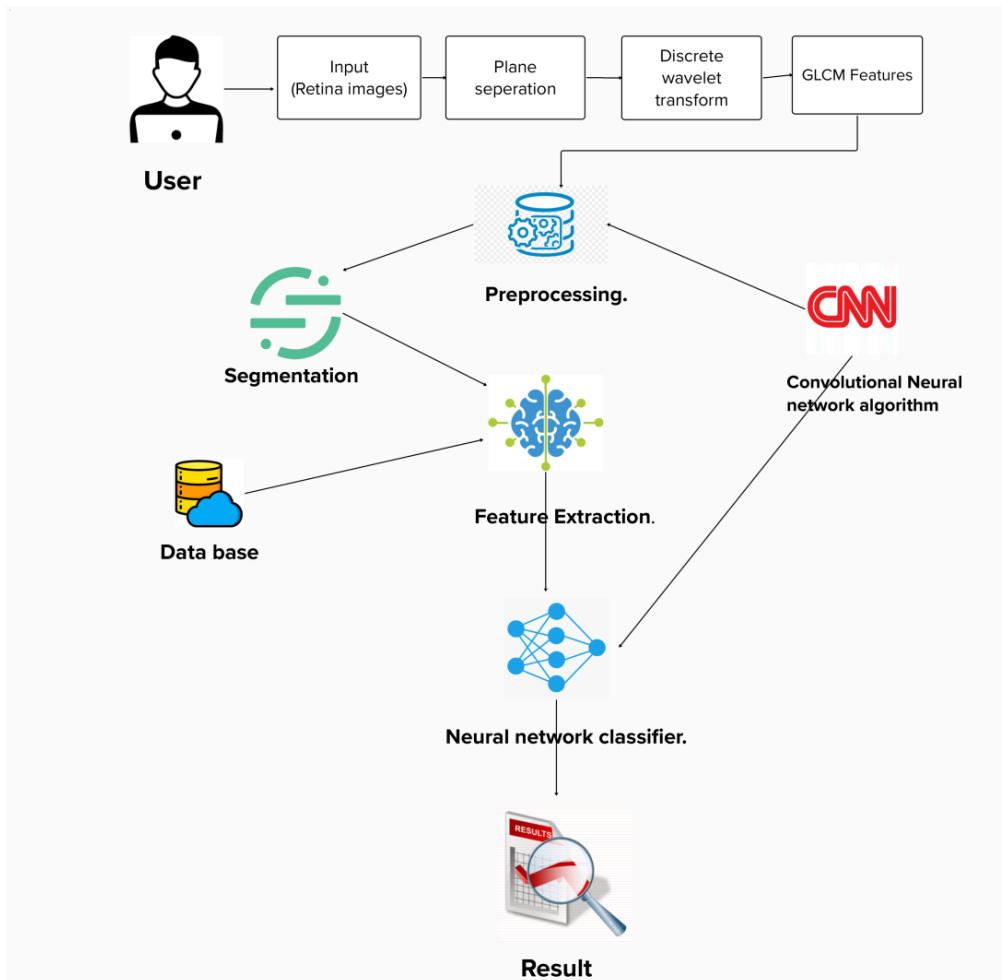 Input
(Retina images)
Plane
seperation
Discrete
wavelet
transform
GLCM Features
User
Preprocessing.
CNN
Segmentation
Convolutional Neural
network algorithm
Feature Extraction.
Data base
Neural network classifier.
RESULTS
Result